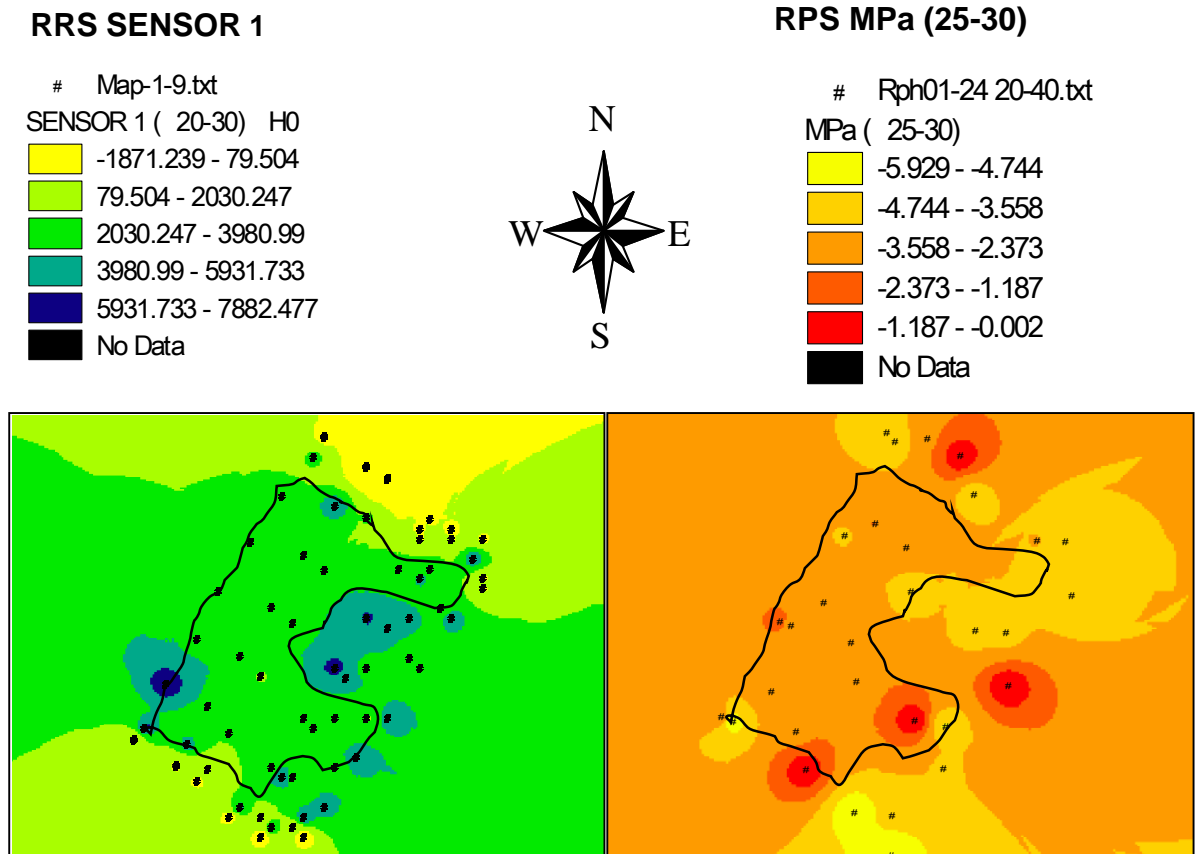 RRS SENSOR 1
# Map-1-9.txt
SENSOR 1 ( 20-30) H0
-1871.239 - 79.504
79.504 - 2030.247
2030.247 - 3980.99
3980.99 - 5931.733
5931.733 - 7882.477
No Data
N
W
E
S
RPS MPa (25-30)
# Rph01-24 20-40.txt
MPa ( 25-30)
-5.929 - -4.744
-4.744 - -3.558
-3.558 - -2.373
-2.373 - -1.187
-1.187 - -0.002
No Data